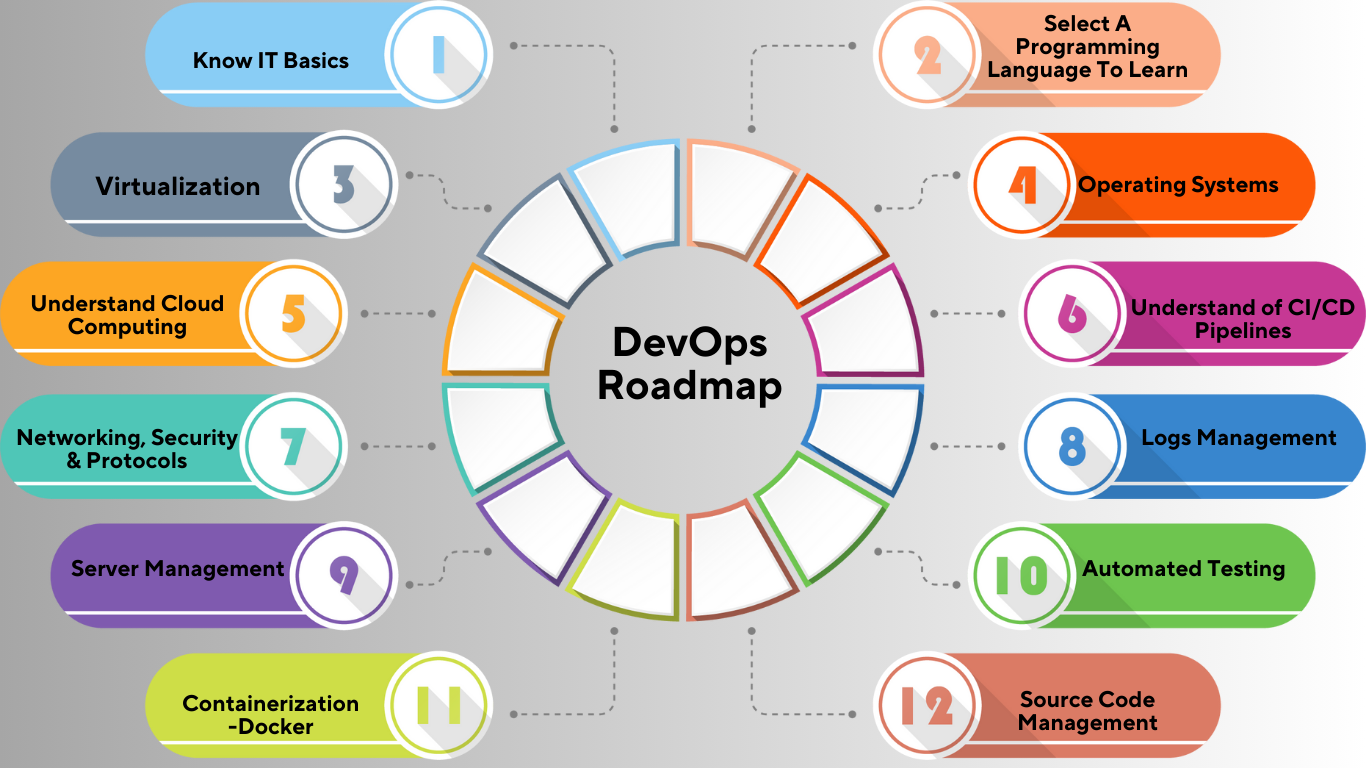 Know IT Basics
1
2
Select A
Programming
Language To Learn
Virtualization
3
4
Operating Systems
Understand Cloud
Computing
5
6
Understand of CI/CD
Pipelines
DevOps
Roadmap
Networking, Security
& Protocols
7
8
Logs Management
Server Management
9
10
Automated Testing
Containerization
-Docker
11
12
Source Code
Management